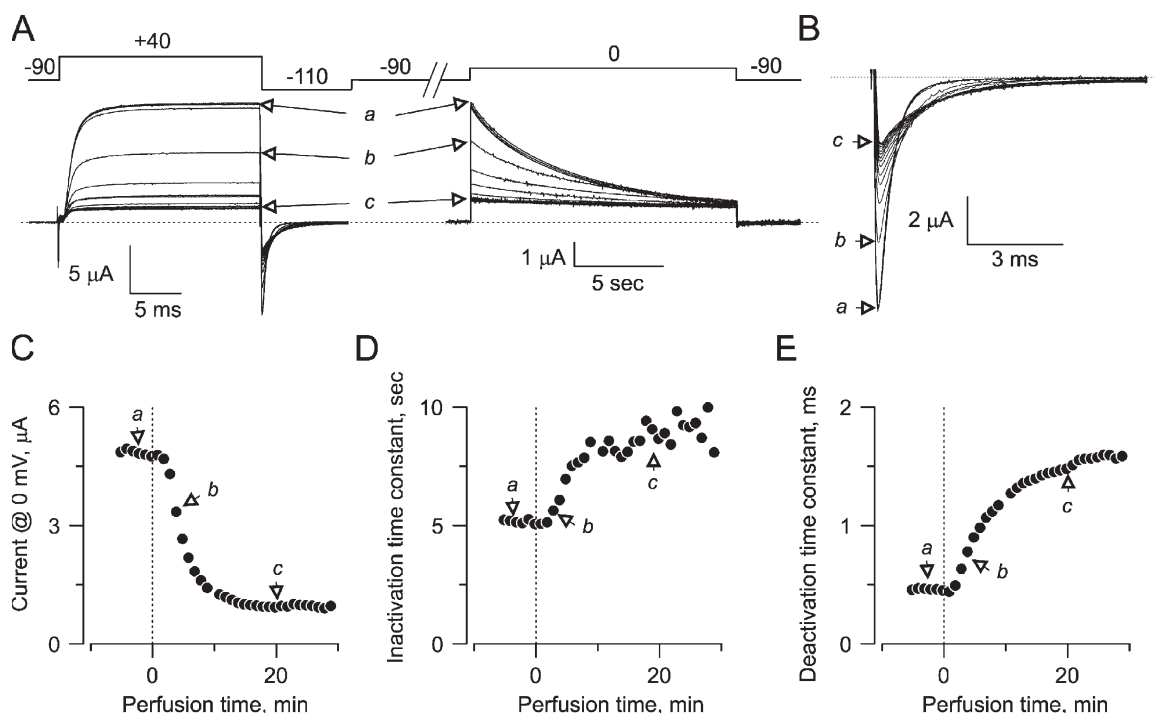 A
-90
+40
-110
-90
0
-90
a
b
c
5 μA
5 ms
1 μA
5 sec
B
c
b
a
2 μA
3 ms
C
Current @ 0 mV, μA
6
3
0
a
b
c
0
20
Perfusion time, min
D
Inactivation time constant, sec
10
5
0
a
b
c
0
20
Perfusion time, min
E
Deactivation time constant, ms
2
1
0
a
b
c
0
20
Perfusion time, min